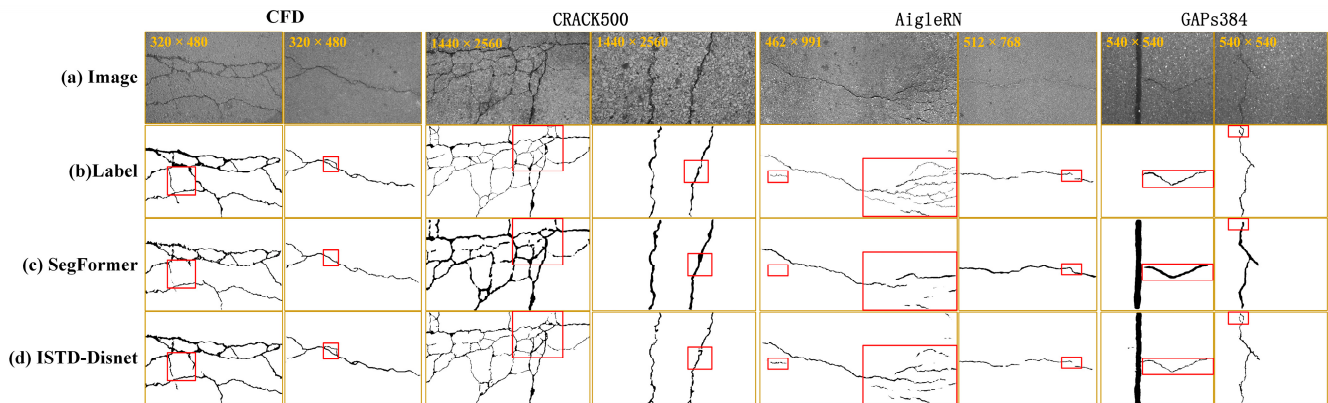 CFD CRACK500 AigleRN GAPs384
(a) Image 320 × 480 320 × 480 1440 × 2560 1440 × 2560 462 × 991 512 × 768 540 × 540 540 × 540
(b)Label
(c) SegFormer
(d) ISTD-Disnet